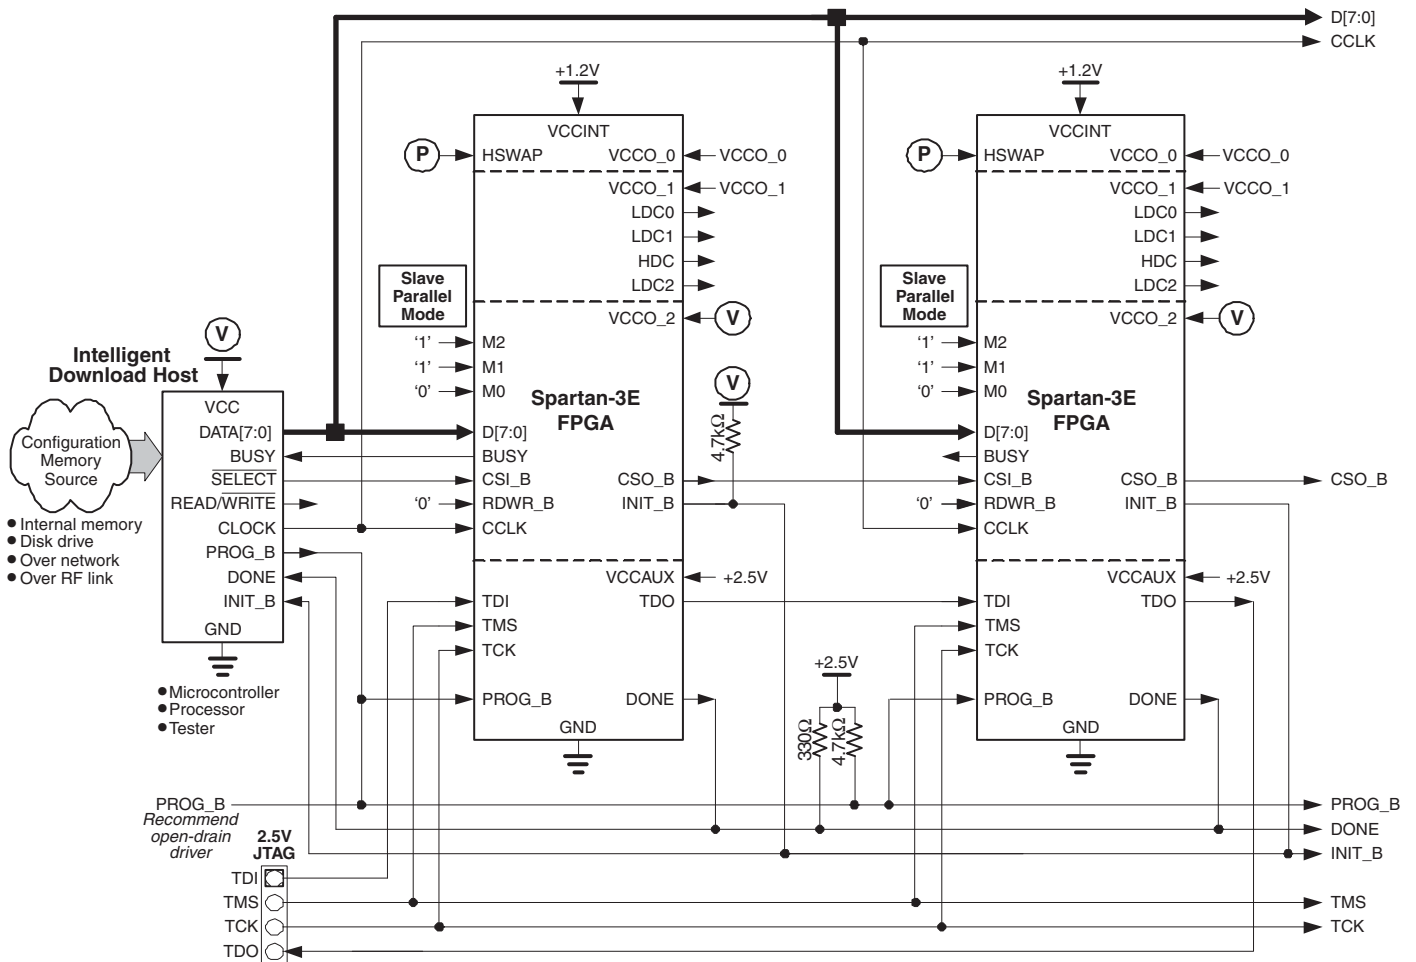 D[7:0]
CCLK
+1.2V
+1.2V
VCCINT
VCCINT
P
HSWAP
VCCO_0
VCCO_0
P
HSWAP
VCCO_0
VCCO_0
VCCO_1
VCCO_1
VCCO_1
VCCO_1
LDC0
LDC0
LDC1
LDC1
HDC
HDC
LDC2
LDC2
Slave
Parallel
Mode
Slave
Parallel
Mode
VCCO_2
V
VCCO_2
V
V
'1'
M2
'1'
M2
Intelligent
Download Host
'1'
M1
'1'
M1
V
'0'
M0
'0'
M0
Spartan-3E
FPGA
Spartan-3E
FPGA
4.7kΩ
VCC
Configuration
Memory
Source
DATA[7:0]
D[7:0]
D[7:0]
BUSY
BUSY
BUSY
SELECT
CSI_B
CSO_B
CSI_B
CSO_B
CSO_B
READ/WRITE
'0'
RDWR_B
INIT_B
'0'
RDWR_B
INIT_B
CLOCK
CCLK
CCLK
● Internal memory
● Disk drive
● Over network
● Over RF link
PROG_B
DONE
VCCAUX
+2.5V
VCCAUX
+2.5V
INIT_B
TDI
TDO
TDI
TDO
GND
TMS
TMS
TCK
TCK
+2.5V
● Microcontroller
● Processor
● Tester
PROG_B
DONE
PROG_B
DONE
GND
GND
330Ω
4.7kΩ
PROG_B
Recommend
open-drain
driver
PROG_B
DONE
INIT_B
2.5V
JTAG
TDI
TMS
TMS
TCK
TCK
TDO